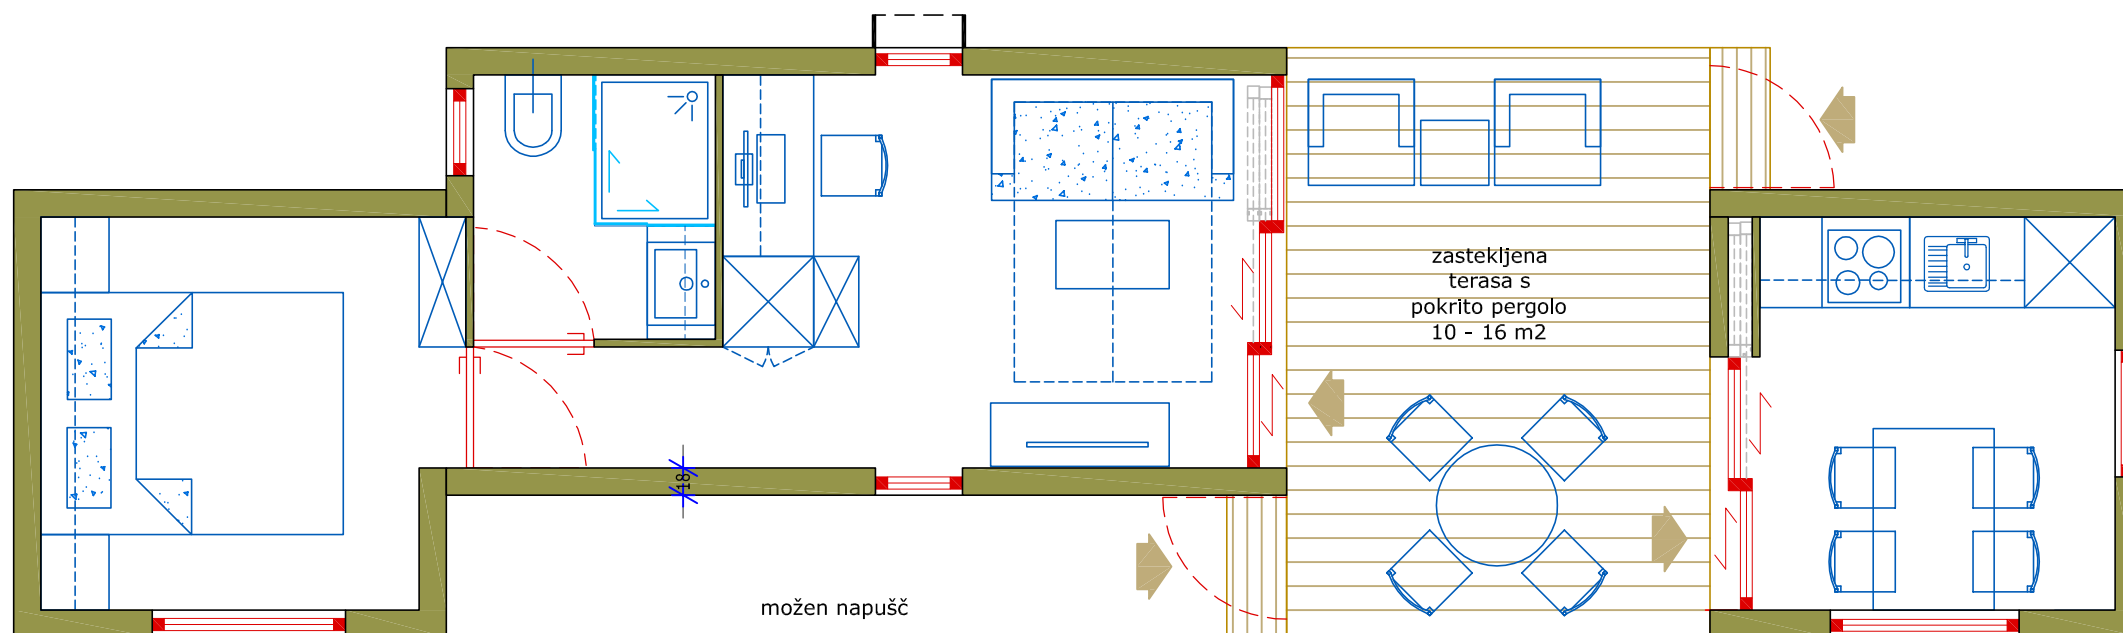 zastekljena
terasa s
pokrito pergolo
10 - 16 m2
18
možen napušč